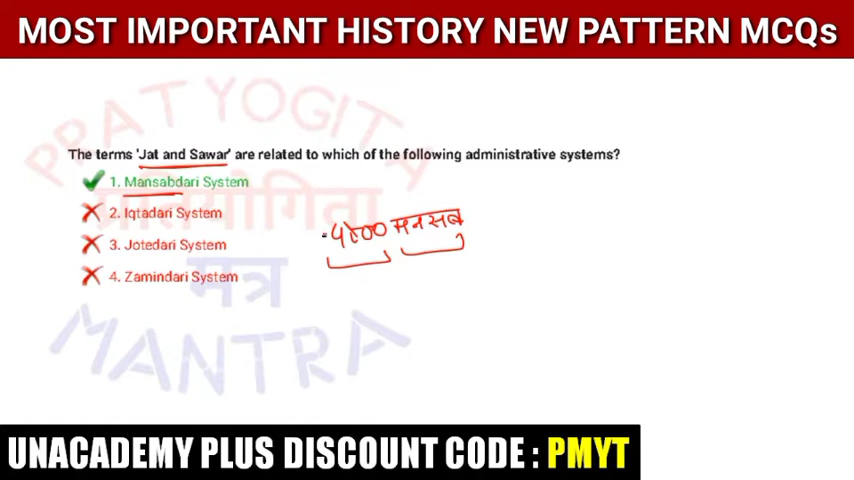 MOST IMPORTANT HISTORY NEW PATTERN MCQs
PRATYOGITA
प्रतियोगिता
मंत्र
MANTRA
The terms 'Jat and Sawar' are related to which of the following administrative systems?
1. Mansabdari System
2. Iqtadari System
3. Jotedari System
4. Zamindari System
मनसब
UNACADEMY PLUS DISCOUNT CODE : PMYT